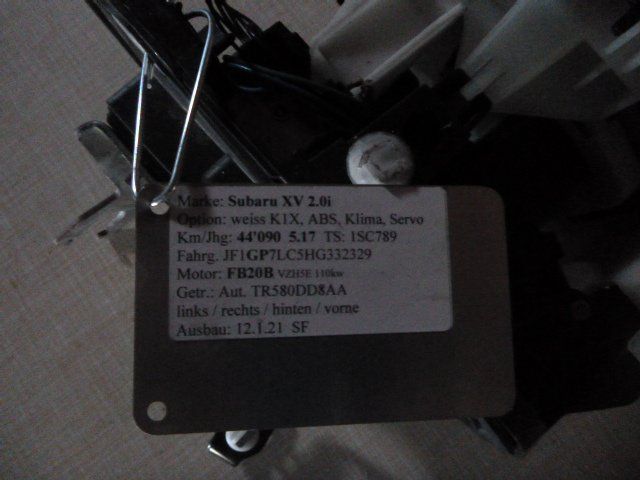 Marke: Subaru XV 2.0i
Option: weiss K1X, ABS, Klima, Servo
Km/Jhg: 44'090 5.17 TS: 1SC789
Fahrg. JF1GP7LC5HG332329
Motor: FB20B VZH5E 110kw
Getr.: Aut. TR580DD8AA
links / rechts / hinten / vorne
Ausbau: 12.1.21 SF